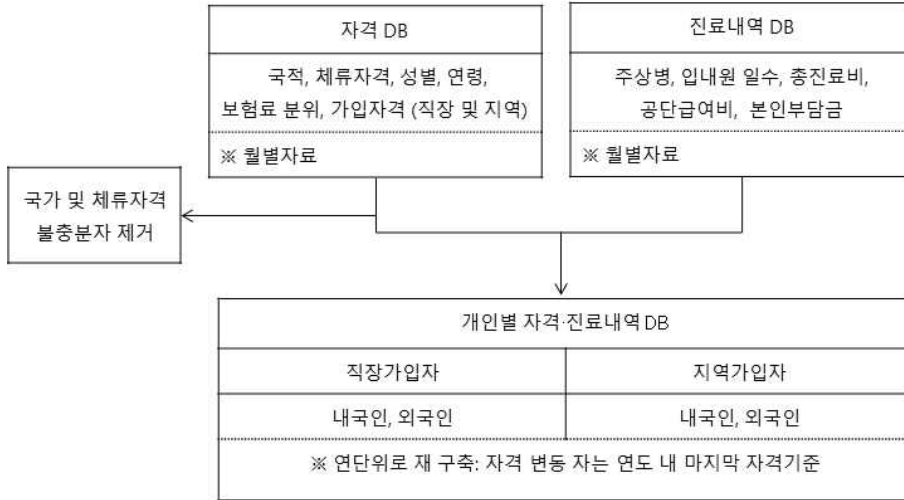 자격 DB
국적, 체류자격, 성별, 연령,
보험료 분위, 가입자격 (직장 및 지역)
※ 월별자료
진료내역 DB
주상병, 입내원 일수, 총진료비,
공단급여비, 본인부담금
※ 월별자료
국가 및 체류자격
불충분자 제거
개인별 자격·진료내역 DB
직장가입자
지역가입자
내국인, 외국인
내국인, 외국인
※ 연단위로 재 구축: 자격 변동 자는 연도 내 마지막 자격기준